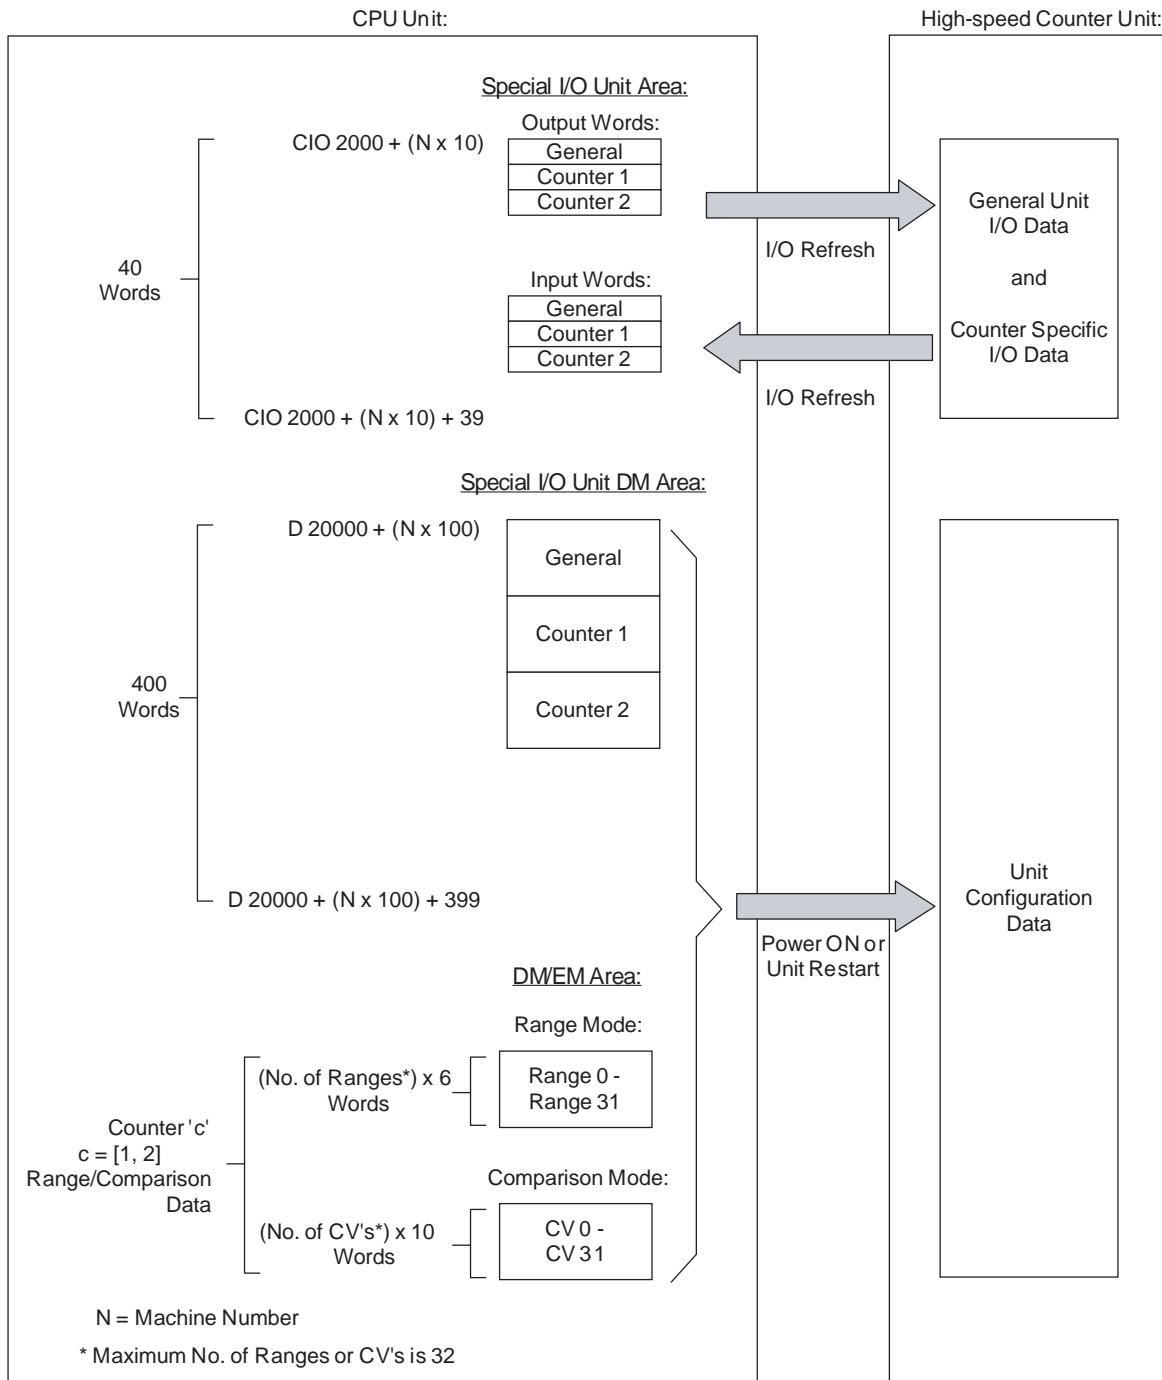 CPU Unit:
High-speed Counter Unit:
Special I/O Unit Area:
Output Words:
CIO 2000 + (N x 10)
General
Counter 1
Counter 2
General Unit
I/O Data
I/O Refresh
40
Words
Input Words:
and
General
Counter 1
Counter 2
Counter Specific
I/O Data
I/O Refresh
CIO 2000 + (N x 10) + 39
Special I/O Unit DM Area:
D 20000 + (N x 100)
General
Counter 1
400
Words
Counter 2
D 20000 + (N x 100) + 399
Unit
Configuration
Data
Power ON or
Unit Restart
DM/EM Area:
Range Mode:
(No. of Ranges*) x 6
Words
Range 0 -
Range 31
Counter 'c'
c = [1, 2]
Range/Comparison
Data
Comparison Mode:
(No. of CV's*) x 10
Words
CV 0 -
CV 31
N = Machine Number
* Maximum No. of Ranges or CV's is 32